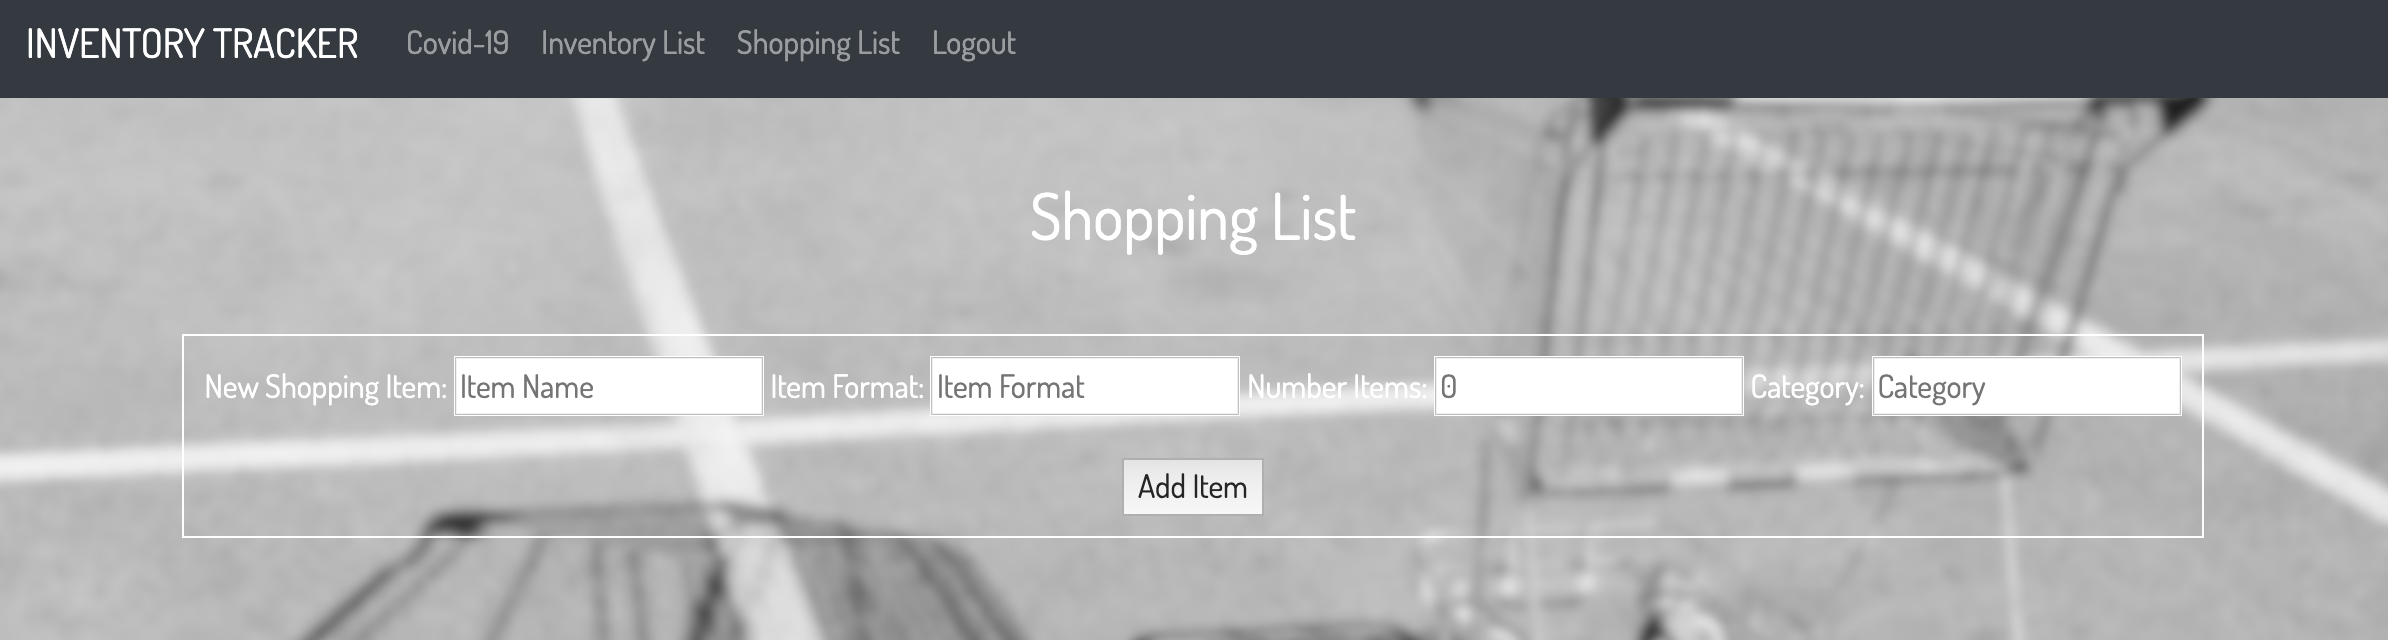 INVENTORY TRACKER Covid-19 Inventory List Shopping List Logout
Shopping List
New Shopping Item: Item Name Item Format: Item Format Number Items: 0 Category: Category
Add Item